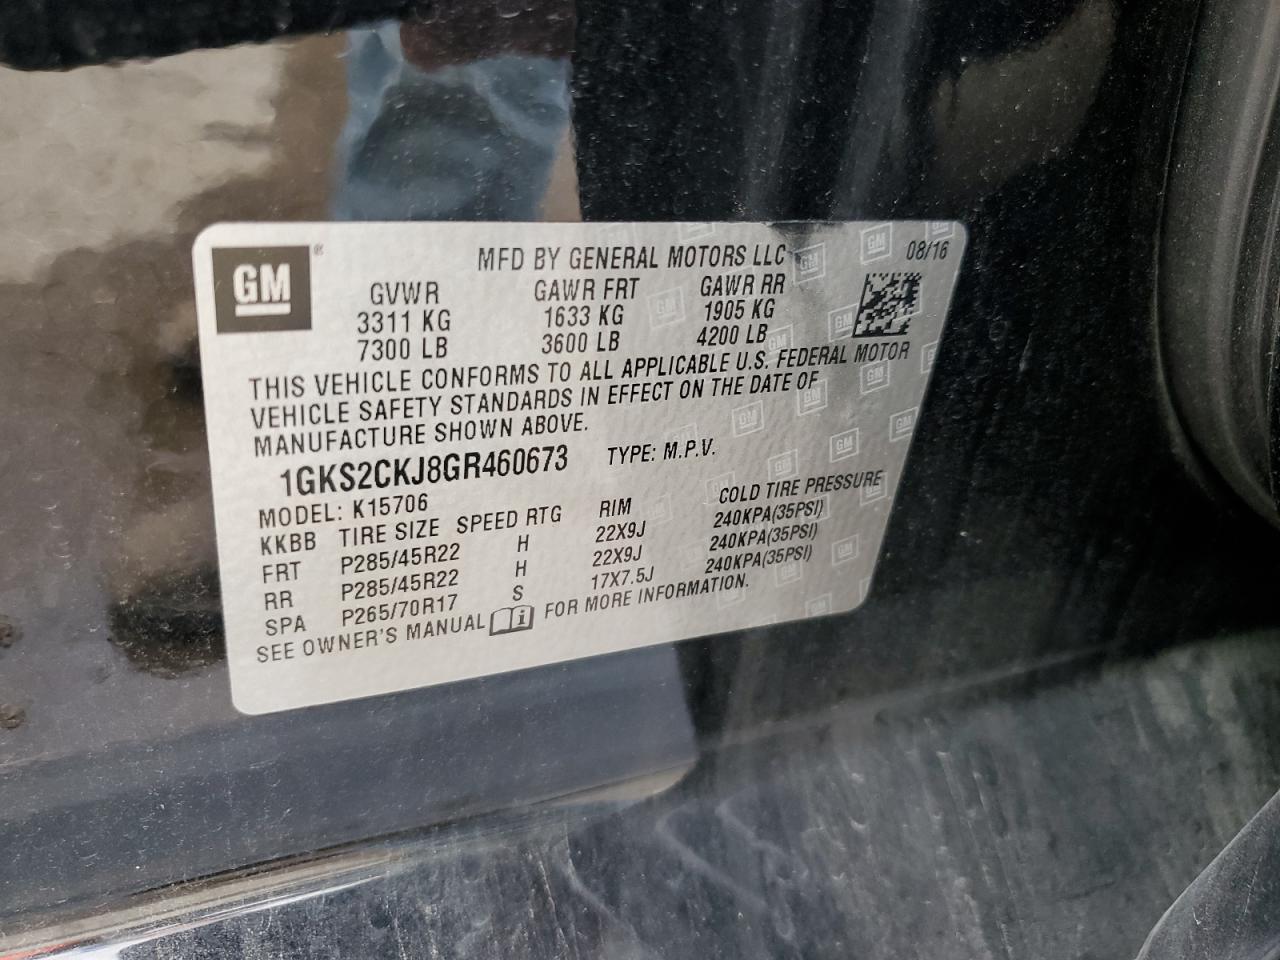 GM ® MFD BY GENERAL MOTORS LLC 08/16
GVWR GAWR FRT GAWR RR
3311 KG 1633 KG 1905 KG
7300 LB 3600 LB 4200 LB
THIS VEHICLE CONFORMS TO ALL APPLICABLE U.S. FEDERAL MOTOR
VEHICLE SAFETY STANDARDS IN EFFECT ON THE DATE OF
MANUFACTURE SHOWN ABOVE.
1GKS2CKJ8GR460673 TYPE: M.P.V.
MODEL: K15706
KKBB TIRE SIZE SPEED RTG RIM COLD TIRE PRESSURE
FRT P285/45R22 H 22X9J 240KPA(35PSI)
RR P285/45R22 H 22X9J 240KPA(35PSI)
SPA P265/70R17 S 17X7.5J 240KPA(35PSI)
SEE OWNER'S MANUAL i FOR MORE INFORMATION.